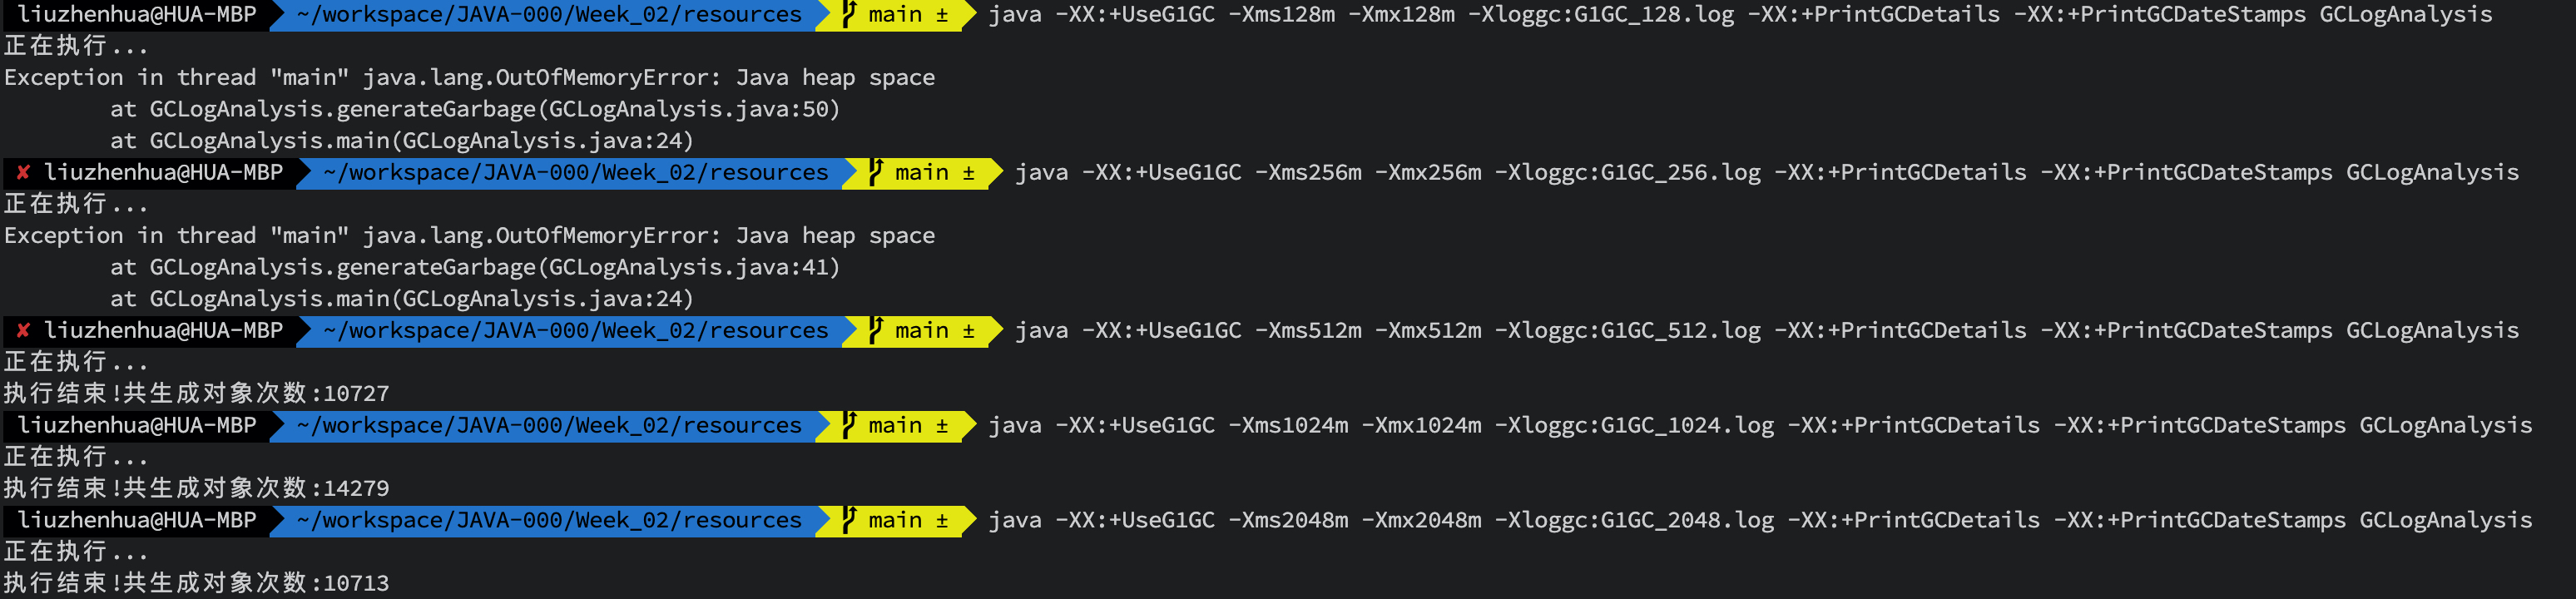 liuzhenhua@HUA-MBP ~/workspace/JAVA-000/Week_02/resources main ± java -XX:+UseG1GC -Xms128m -Xmx128m -Xloggc:G1GC_128.log -XX:+PrintGCDetails -XX:+PrintGCDateStamps GCLogAnalysis
正在执行...
Exception in thread "main" java.lang.OutOfMemoryError: Java heap space
        at GCLogAnalysis.generateGarbage(GCLogAnalysis.java:50)
        at GCLogAnalysis.main(GCLogAnalysis.java:24)
✘ liuzhenhua@HUA-MBP ~/workspace/JAVA-000/Week_02/resources main ± java -XX:+UseG1GC -Xms256m -Xmx256m -Xloggc:G1GC_256.log -XX:+PrintGCDetails -XX:+PrintGCDateStamps GCLogAnalysis
正在执行...
Exception in thread "main" java.lang.OutOfMemoryError: Java heap space
        at GCLogAnalysis.generateGarbage(GCLogAnalysis.java:41)
        at GCLogAnalysis.main(GCLogAnalysis.java:24)
✘ liuzhenhua@HUA-MBP ~/workspace/JAVA-000/Week_02/resources main ± java -XX:+UseG1GC -Xms512m -Xmx512m -Xloggc:G1GC_512.log -XX:+PrintGCDetails -XX:+PrintGCDateStamps GCLogAnalysis
正在执行...
执行结束!共生成对象次数:10727
liuzhenhua@HUA-MBP ~/workspace/JAVA-000/Week_02/resources main ± java -XX:+UseG1GC -Xms1024m -Xmx1024m -Xloggc:G1GC_1024.log -XX:+PrintGCDetails -XX:+PrintGCDateStamps GCLogAnalysis
正在执行...
执行结束!共生成对象次数:14279
liuzhenhua@HUA-MBP ~/workspace/JAVA-000/Week_02/resources main ± java -XX:+UseG1GC -Xms2048m -Xmx2048m -Xloggc:G1GC_2048.log -XX:+PrintGCDetails -XX:+PrintGCDateStamps GCLogAnalysis
正在执行...
执行结束!共生成对象次数:10713